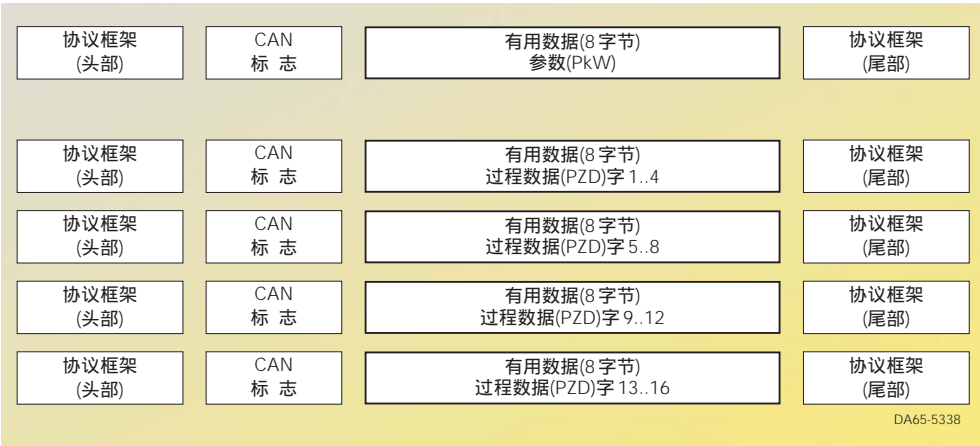 协议框架
(头部)
CAN
标 志
有用数据(8字节)
参数(PkW)
协议框架
(尾部)
协议框架
(头部)
CAN
标 志
有用数据(8字节)
过程数据(PZD)字1..4
协议框架
(尾部)
协议框架
(头部)
CAN
标 志
有用数据(8字节)
过程数据(PZD)字5..8
协议框架
(尾部)
协议框架
(头部)
CAN
标 志
有用数据(8字节)
过程数据(PZD)字9..12
协议框架
(尾部)
协议框架
(头部)
CAN
标 志
有用数据(8字节)
过程数据(PZD)字13..16
协议框架
(尾部)
DA65-5338